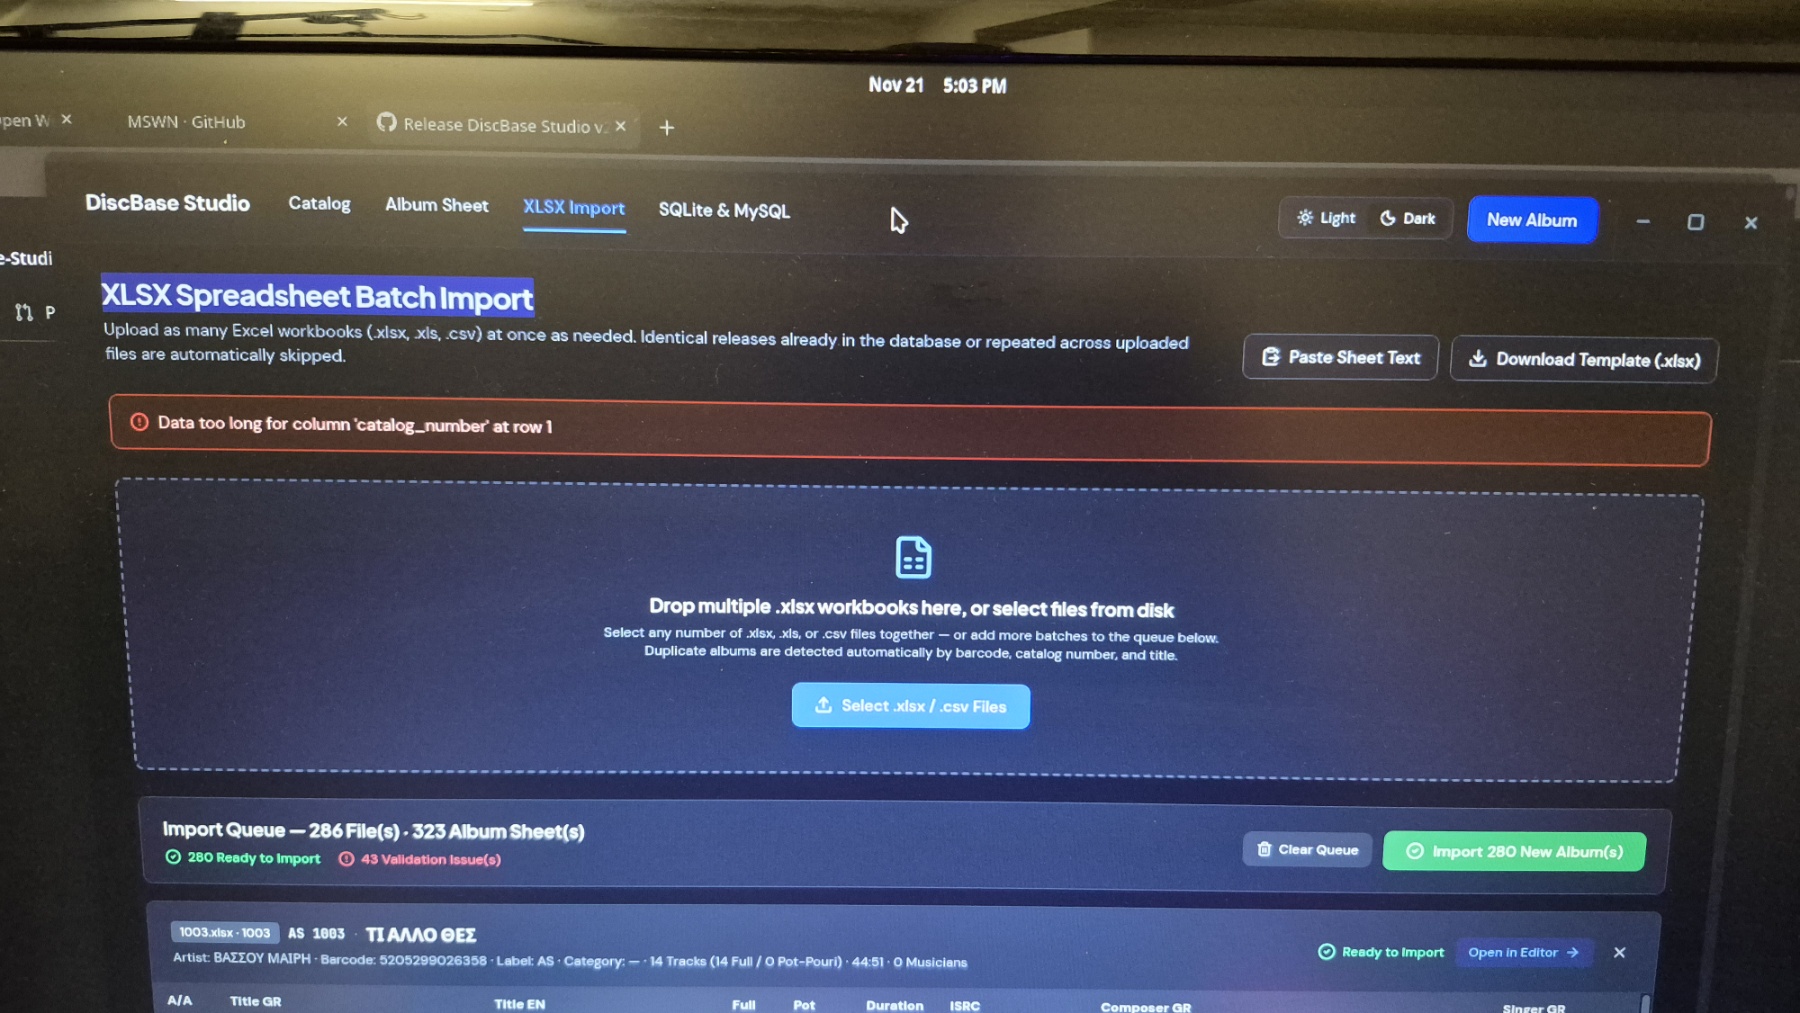 Nov 21 5:03 PM
pen W
MSWN · GitHub
Release DiscBase Studio v
DiscBase Studio
Catalog
Album Sheet
XLSX Import
SQLite & MySQL
Light
Dark
New Album
e-Studi
P
XLSX Spreadsheet Batch Import
Upload as many Excel workbooks (.xlsx, .xls, .csv) at once as needed. Identical releases already in the database or repeated across uploaded
files are automatically skipped.
Paste Sheet Text
Download Template (.xlsx)
Data too long for column 'catalog_number' at row 1
Drop multiple .xlsx workbooks here, or select files from disk
Select any number of .xlsx, .xls, or .csv files together — or add more batches to the queue below.
Duplicate albums are detected automatically by barcode, catalog number, and title.
Select .xlsx / .csv Files
Import Queue — 286 File(s) · 323 Album Sheet(s)
280 Ready to Import
43 Validation Issue(s)
Clear Queue
Import 280 New Album(s)
1003.xlsx · 1003
AS 1003 · ΤΙ ΑΛΛΟ ΘΕΣ
Artist: ΒΑΣΣΟΥ ΜΑΙΡΗ · Barcode: 5205299026358 · Label: AS · Category: — · 14 Tracks (14 Full / 0 Pot-Pouri) · 44:51 · 0 Musicians
Ready to Import
Open in Editor →
A/A Title GR Title EN Full Pot Duration ISRC Composer GR Singer GR